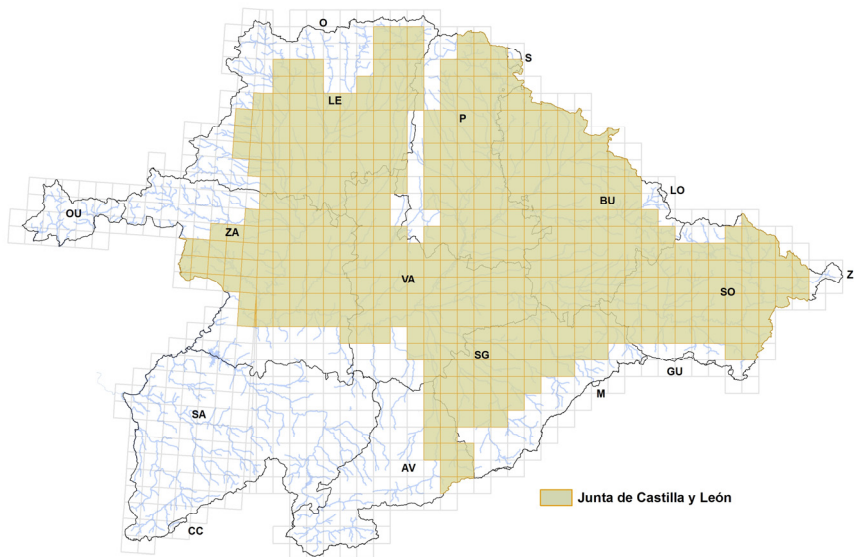 O
S
LE
P
LO
BU
OU
ZA
Z
VA
SO
SG
GU
M
SA
AV
Junta de Castilla y León
CC